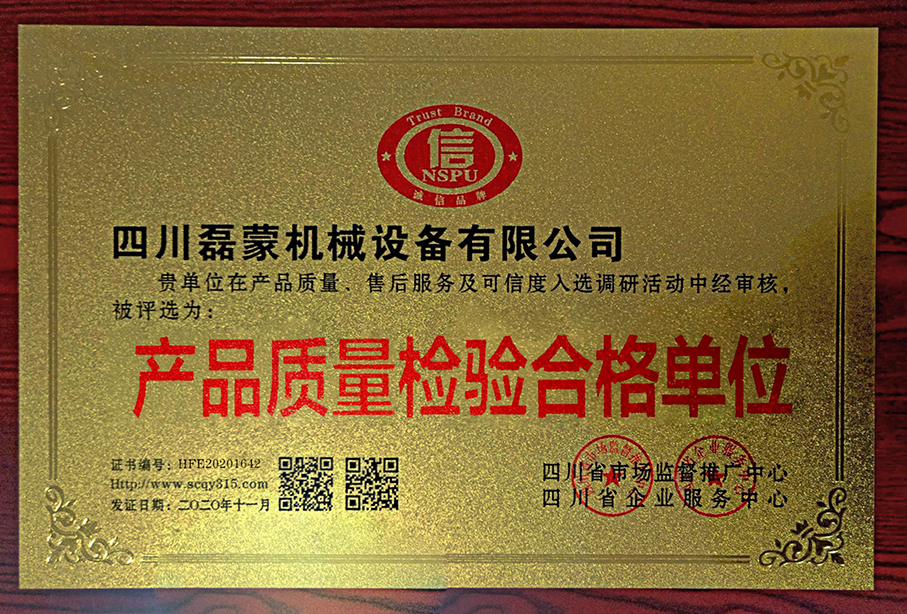 Trust Brand
信
NSPU
诚信品牌
四川磊蒙机械设备有限公司
贵单位在产品质量、售后服务及可信度入选调研活动中经审核，
被评选为：
产品质量检验合格单位
证书编号：HFE20201642
Http://www.scqy315.com
发证日期：二〇二〇年十一月
四川省市场监督推广中心
四川省企业服务中心